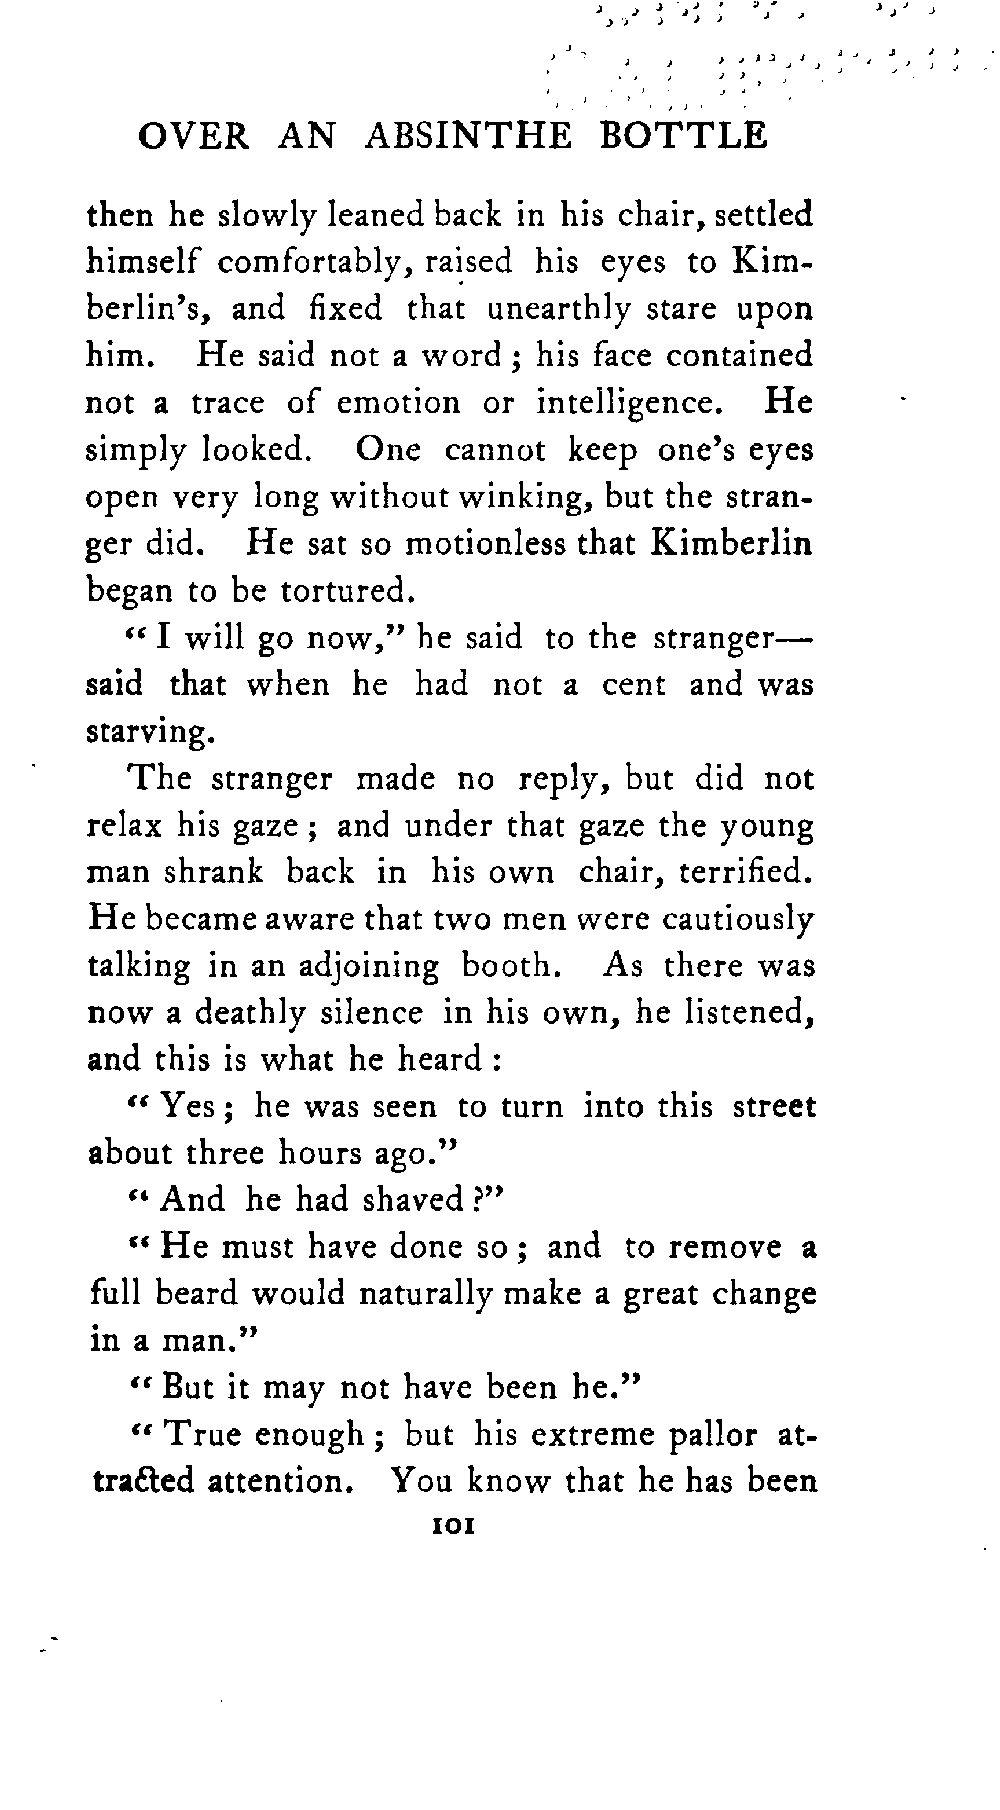 OVER AN ABSINTHE BOTTLE
then he slowly leaned back in his chair, settled
himself comfortably, raised his eyes to Kim-
berlin's, and fixed that unearthly stare upon
him. He said not a word ; his face contained
not a trace of emotion or intelligence. He
simply looked. One cannot keep one's eyes
open very long without winking, but the stran-
ger did. He sat so motionless that Kimberlin
began to be tortured.
“ I will go now,” he said to the stranger—
said that when he had not a cent and was
starving.
The stranger made no reply, but did not
relax his gaze ; and under that gaze the young
man shrank back in his own chair, terrified.
He became aware that two men were cautiously
talking in an adjoining booth. As there was
now a deathly silence in his own, he listened,
and this is what he heard :
“ Yes ; he was seen to turn into this street
about three hours ago.”
“ And he had shaved ?”
“ He must have done so ; and to remove a
full beard would naturally make a great change
in a man.”
“ But it may not have been he.”
“ True enough ; but his extreme pallor at-
tracted attention. You know that he has been
101